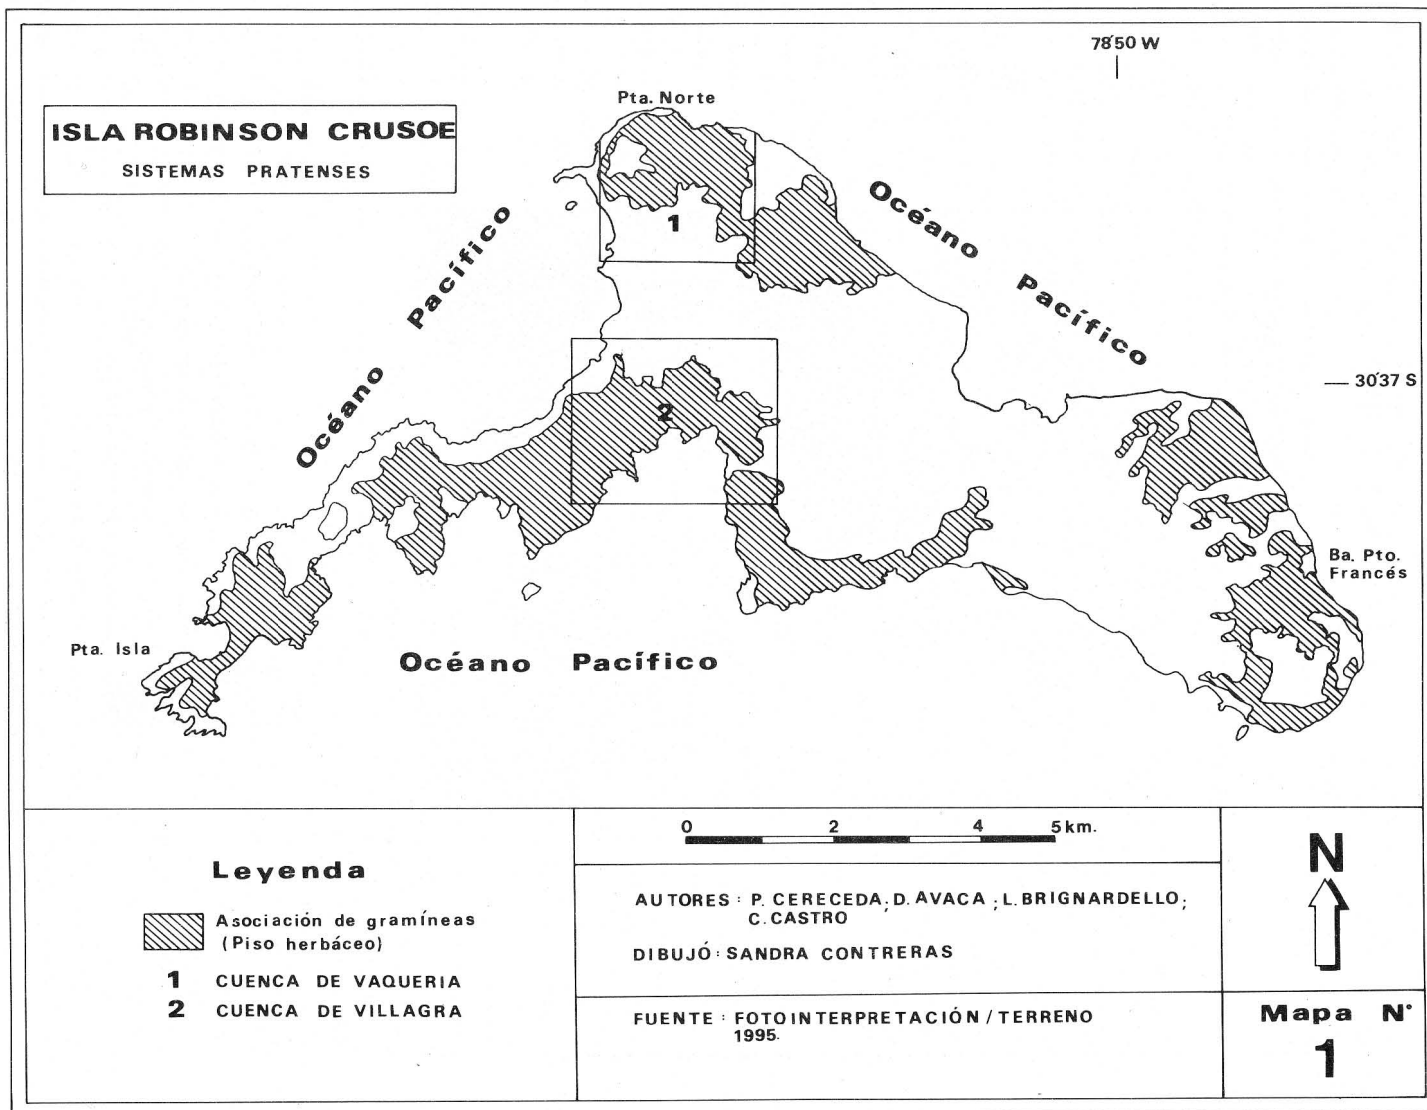 78°50 W
Pta. Norte
ISLA ROBINSON CRUSOE
SISTEMAS PRATENSES
Océano Pacífico
Océano Pacífico
1
30°37 S
2
Ba. Pto.
Francés
Pta. Isla
Océano Pacífico
0 2 4 5 km.
Leyenda
Asociación de gramíneas
(Piso herbáceo)
1 CUENCA DE VAQUERIA
2 CUENCA DE VILLAGRA
AUTORES : P. CERECEDA; D. AVACA ; L. BRIGNARDELLO;
C. CASTRO
DIBUJÓ : SANDRA CONTRERAS
FUENTE : FOTOINTERPRETACIÓN / TERRENO
1995.
N
Mapa N°
1